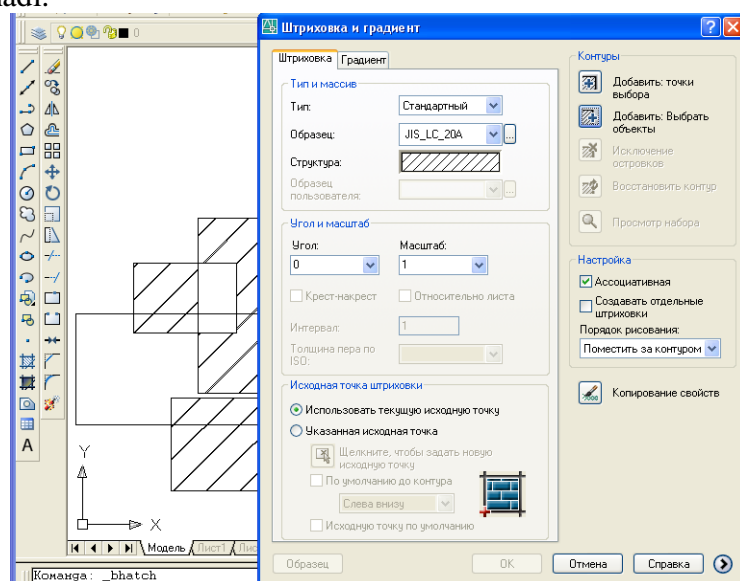 0
Модель
Лист1
Команда: _bhatch
X
Y
A
Штриховка и градиент
Штриховка
Градиент
Тип и массив
Тип: Стандартный
Образец: JIS_LC_20A
Структура:
Образец
пользователя:
Угол и масштаб
Угол: Масштаб:
0 1
Крест-накрест Относительно листа
Интервал: 1
Толщина пера по
ISO:
Исходная точка штриховки
Использовать текущую исходную точку
Указанная исходная точка
Щелкните, чтобы задать новую
исходную точку
По умолчанию до контура
Слева внизу
Исходную точку по умолчанию
Контуры
Добавить: точки
выбора
Добавить: Выбрать
объекты
Исключение
островков
Восстановить контур
Просмотр набора
Настройка
Ассоциативная
Создавать отдельные
штриховки
Порядок рисования:
Поместить за контуром
Копирование свойств
Образец
OK
Отмена
Справка